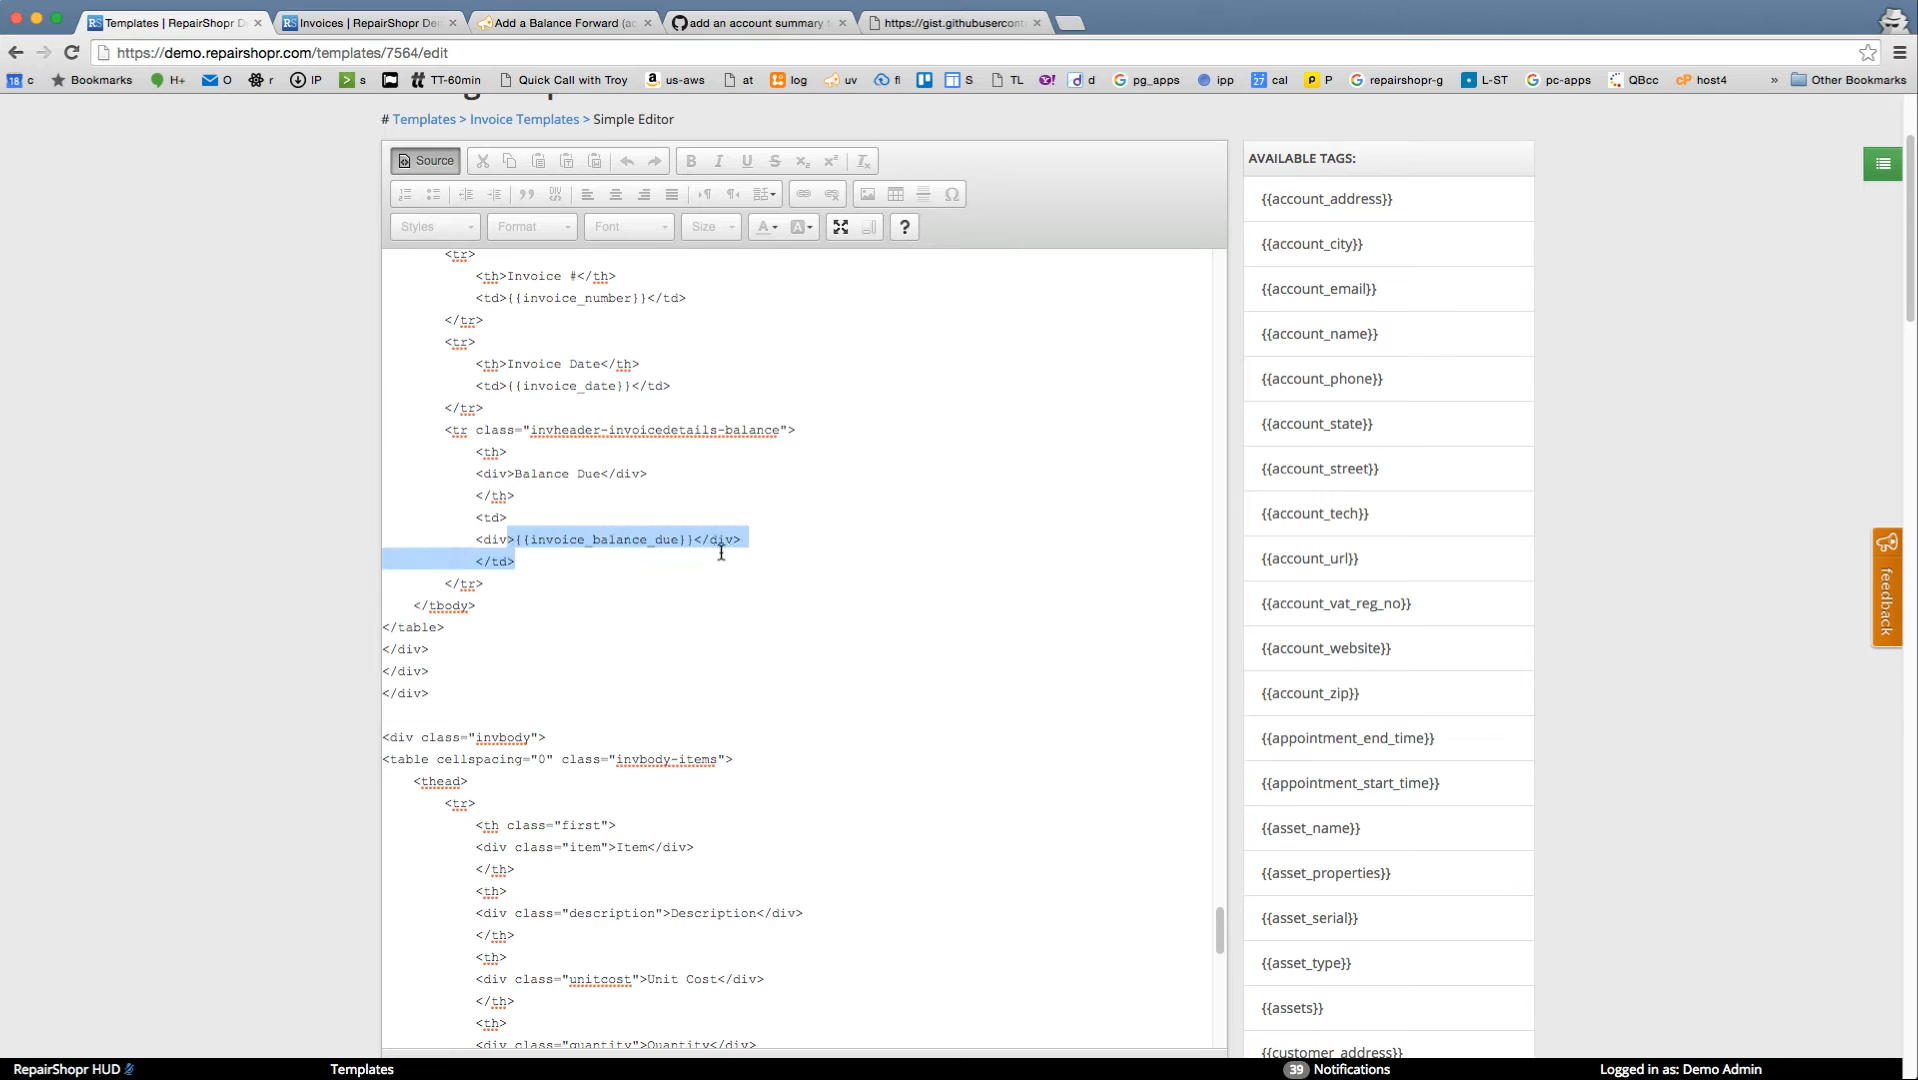 Templates | RepairShopr D
Invoices | RepairShopr De
Add a Balance Forward (ac
add an account summary
https://gist.githubusercont
https://demo.repairshopr.com/templates/7564/edit
18 c
Bookmarks
H+
O
r
IP
s
TT-60min
Quick Call with Troy
us-aws
at
log
uv
fl
S
TL
d
pg_apps
ipp
27 cal
P
repairshopr-g
L-ST
pc-apps
QBcc
cP host4
»
Other Bookmarks
# Templates > Invoice Templates > Simple Editor
Source
Styles
Format
Font
Size
<tr>
<th>Invoice #</th>
<td>{{invoice_number}}</td>
</tr>
<tr>
<th>Invoice Date</th>
<td>{{invoice_date}}</td>
</tr>
<tr class="invheader-invoicedetails-balance">
<th>
<div>Balance Due</div>
</th>
<td>
<div>{{invoice_balance_due}}</div>
</td>
</tr>
</tbody>
</table>
</div>
</div>
</div>
<div class="invbody">
<table cellspacing="0" class="invbody-items">
<thead>
<tr>
<th class="first">
<div class="item">Item</div>
</th>
<th>
<div class="description">Description</div>
</th>
<th>
<div class="unitcost">Unit Cost</div>
</th>
<th>
<div class="quantity">Quantity</div>
AVAILABLE TAGS:
{{account_address}}
{{account_city}}
{{account_email}}
{{account_name}}
{{account_phone}}
{{account_state}}
{{account_street}}
{{account_tech}}
{{account_url}}
{{account_vat_reg_no}}
{{account_website}}
{{account_zip}}
{{appointment_end_time}}
{{appointment_start_time}}
{{asset_name}}
{{asset_properties}}
{{asset_serial}}
{{asset_type}}
{{assets}}
{{customer_address}}
feedback
RepairShopr HUD
Templates
39 Notifications
Logged in as: Demo Admin